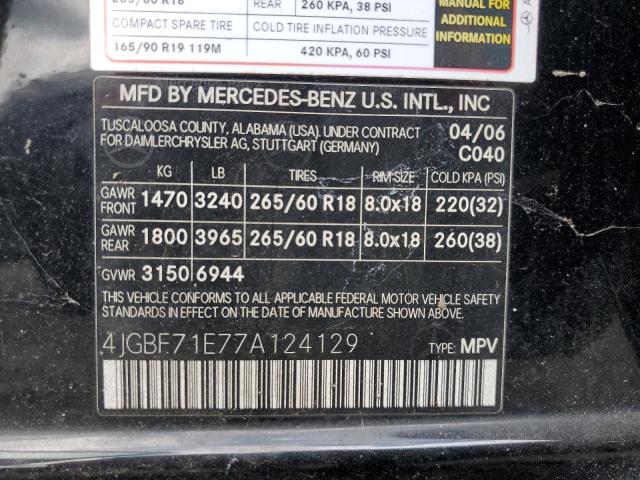 REAR 260 KPA, 38 PSI
MANUAL FOR
ADDITIONAL
INFORMATION
COMPACT SPARE TIRE COLD TIRE INFLATION PRESSURE
165/90 R19 119M 420 KPA, 60 PSI
MFD BY MERCEDES-BENZ U.S. INTL., INC
TUSCALOOSA COUNTY, ALABAMA (USA). UNDER CONTRACT 04/06
FOR DAIMLERCHRYSLER AG, STUTTGART (GERMANY) C040
KG LB TIRES RIM SIZE COLD KPA (PSI)
GAWR FRONT 1470 3240 265/60 R18 8.0x18 220(32)
GAWR REAR 1800 3965 265/60 R18 8.0x18 260(38)
GVWR 3150 6944
THIS VEHICLE CONFORMS TO ALL APPLICABLE FEDERAL MOTOR VEHICLE SAFETY
STANDARDS IN EFFECT ON THE DATE OF MANUFACTURE SHOWN ABOVE
4JGBF71E77A124129 TYPE: MPV